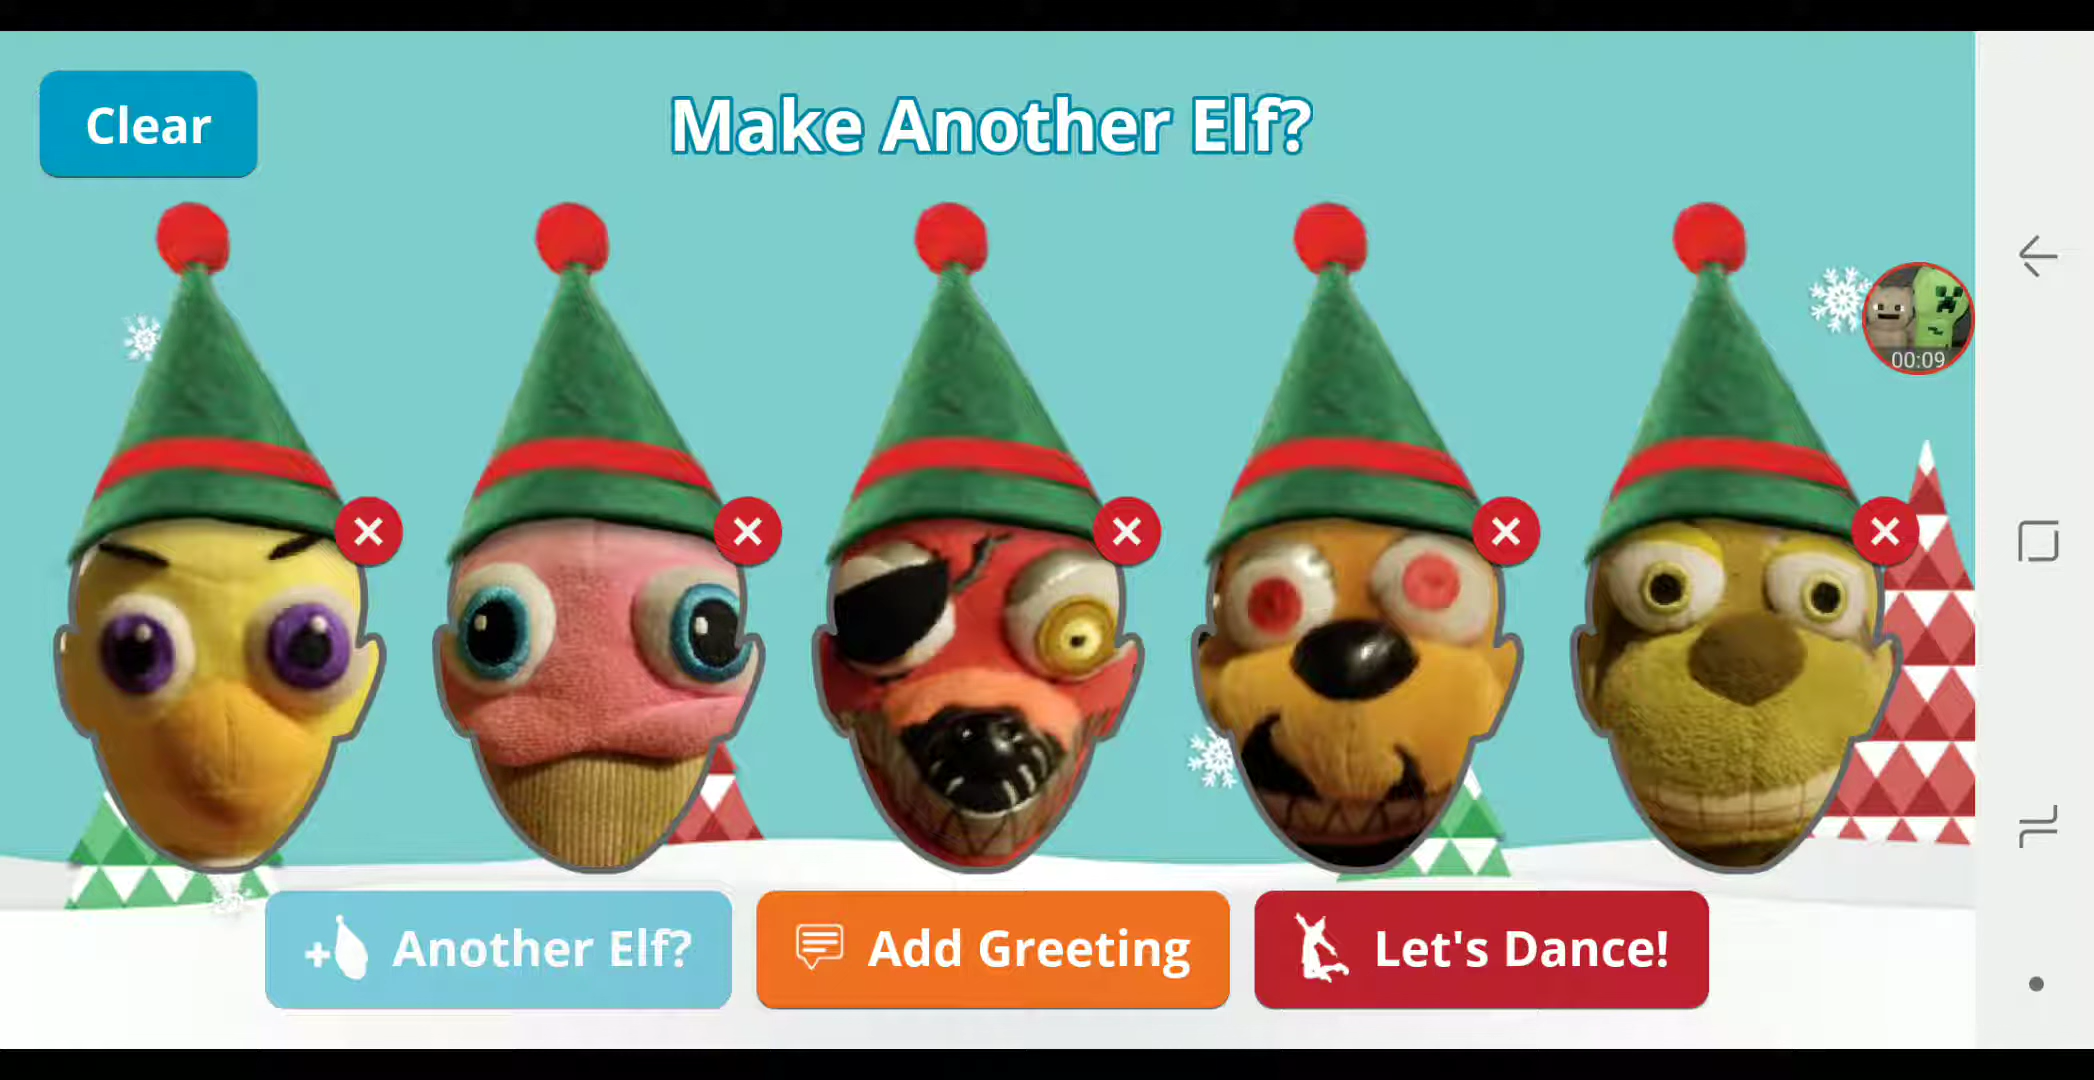 Clear
Make Another Elf?
00:09
Another Elf?
Add Greeting
Let's Dance!